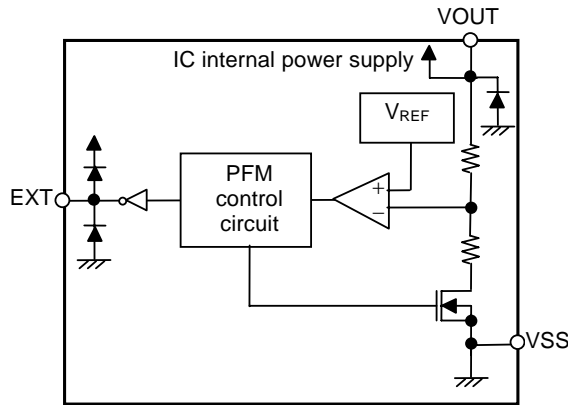 VOUT
IC internal power supply
VREF
PFM
control
circuit
+
−
EXT
VSS